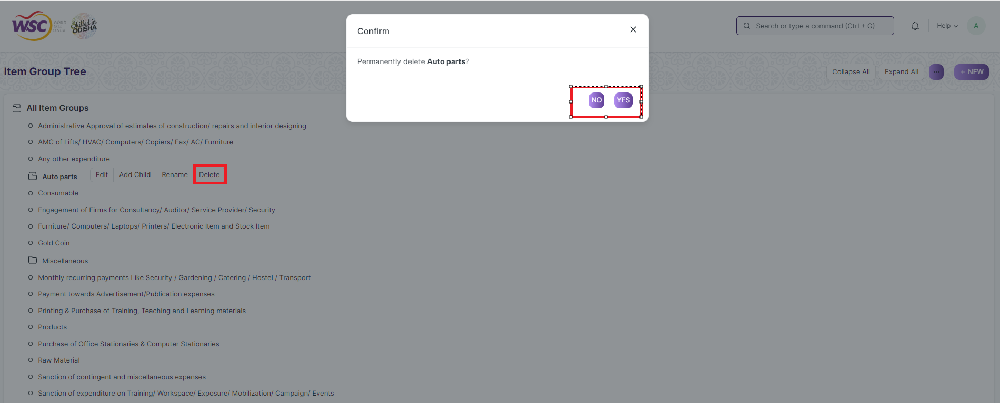 WSC WORLD SKILL CENTER
Skilled in ODISHA
Confirm
Search or type a command (Ctrl + G)
Help
A
Permanently delete Auto parts?
NO YES
Item Group Tree
Collapse All Expand All ... + NEW
All Item Groups
Administrative Approval of estimates of construction/ repairs and interior designing
AMC of Lifts/ HVAC/ Computers/ Copiers/ Fax/ AC/ Furniture
Any other expenditure
Auto parts Edit Add Child Rename Delete
Consumable
Engagement of Firms for Consultancy/ Auditor/ Service Provider/ Security
Furniture/ Computers/ Laptops/ Printers/ Electronic Item and Stock Item
Gold Coin
Miscellaneous
Monthly recurring payments Like Security / Gardening / Catering / Hostel / Transport
Payment towards Advertisement/Publication expenses
Printing & Purchase of Training, Teaching and Learning materials
Products
Purchase of Office Stationaries & Computer Stationaries
Raw Material
Sanction of contingent and miscellaneous expenses
Sanction of expenditure on Training/ Workspace/ Exposure/ Mobilization/ Campaign/ Events